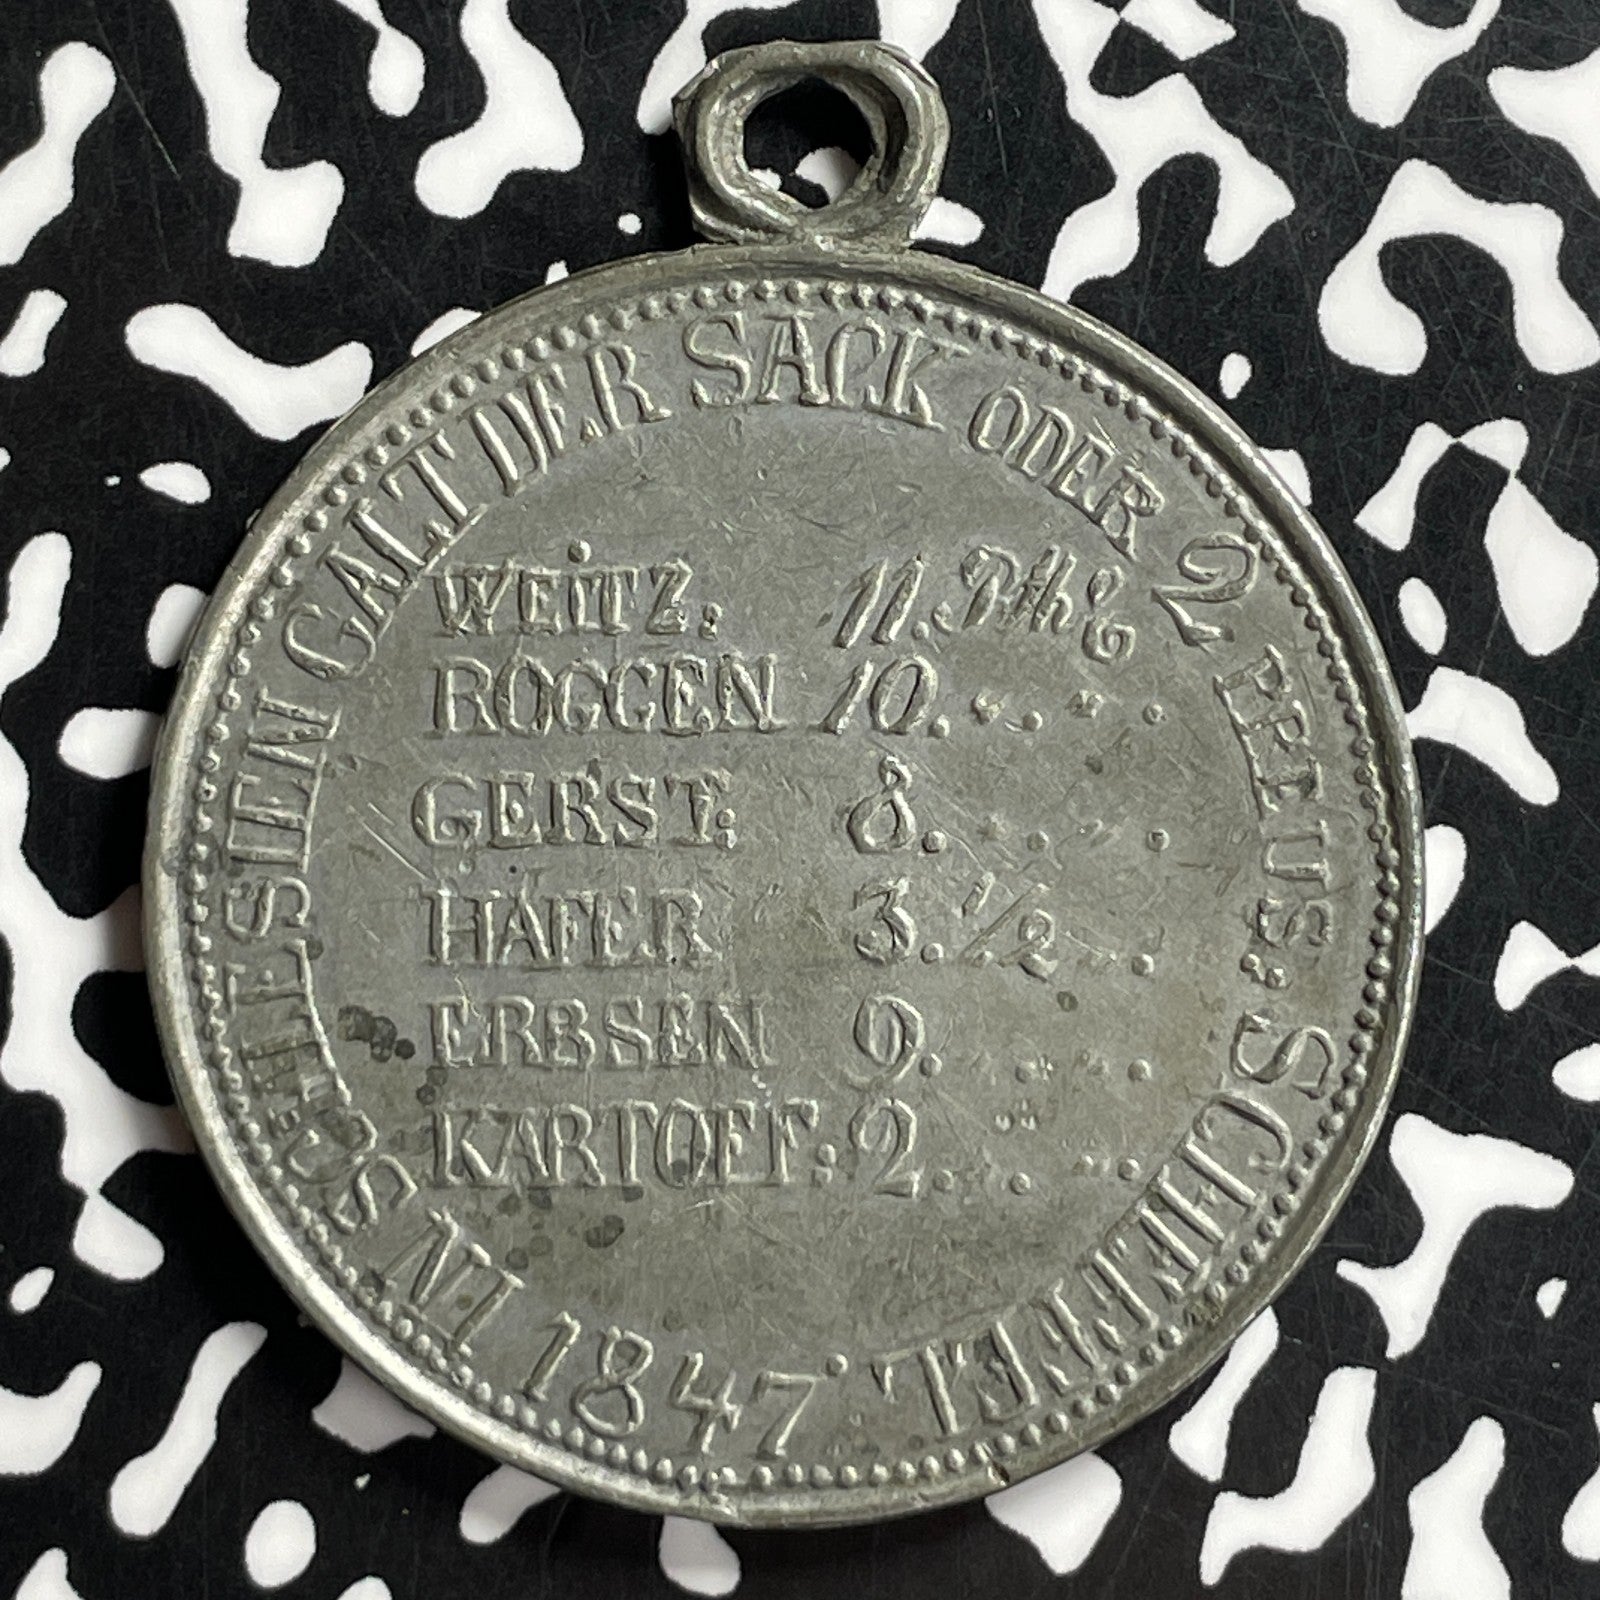 IN SCHLESIEN GALT DER SACK ODER 2 PREUS: SCHEFFEL
1847.
WEITZ: 11. Rth͞
ROGGEN 10. " . " .
GERST: 8. " . " .
HAFER 3. 1/2 " .
ERBSEN 9. " . " .
KARTOFF: 2. " . " .